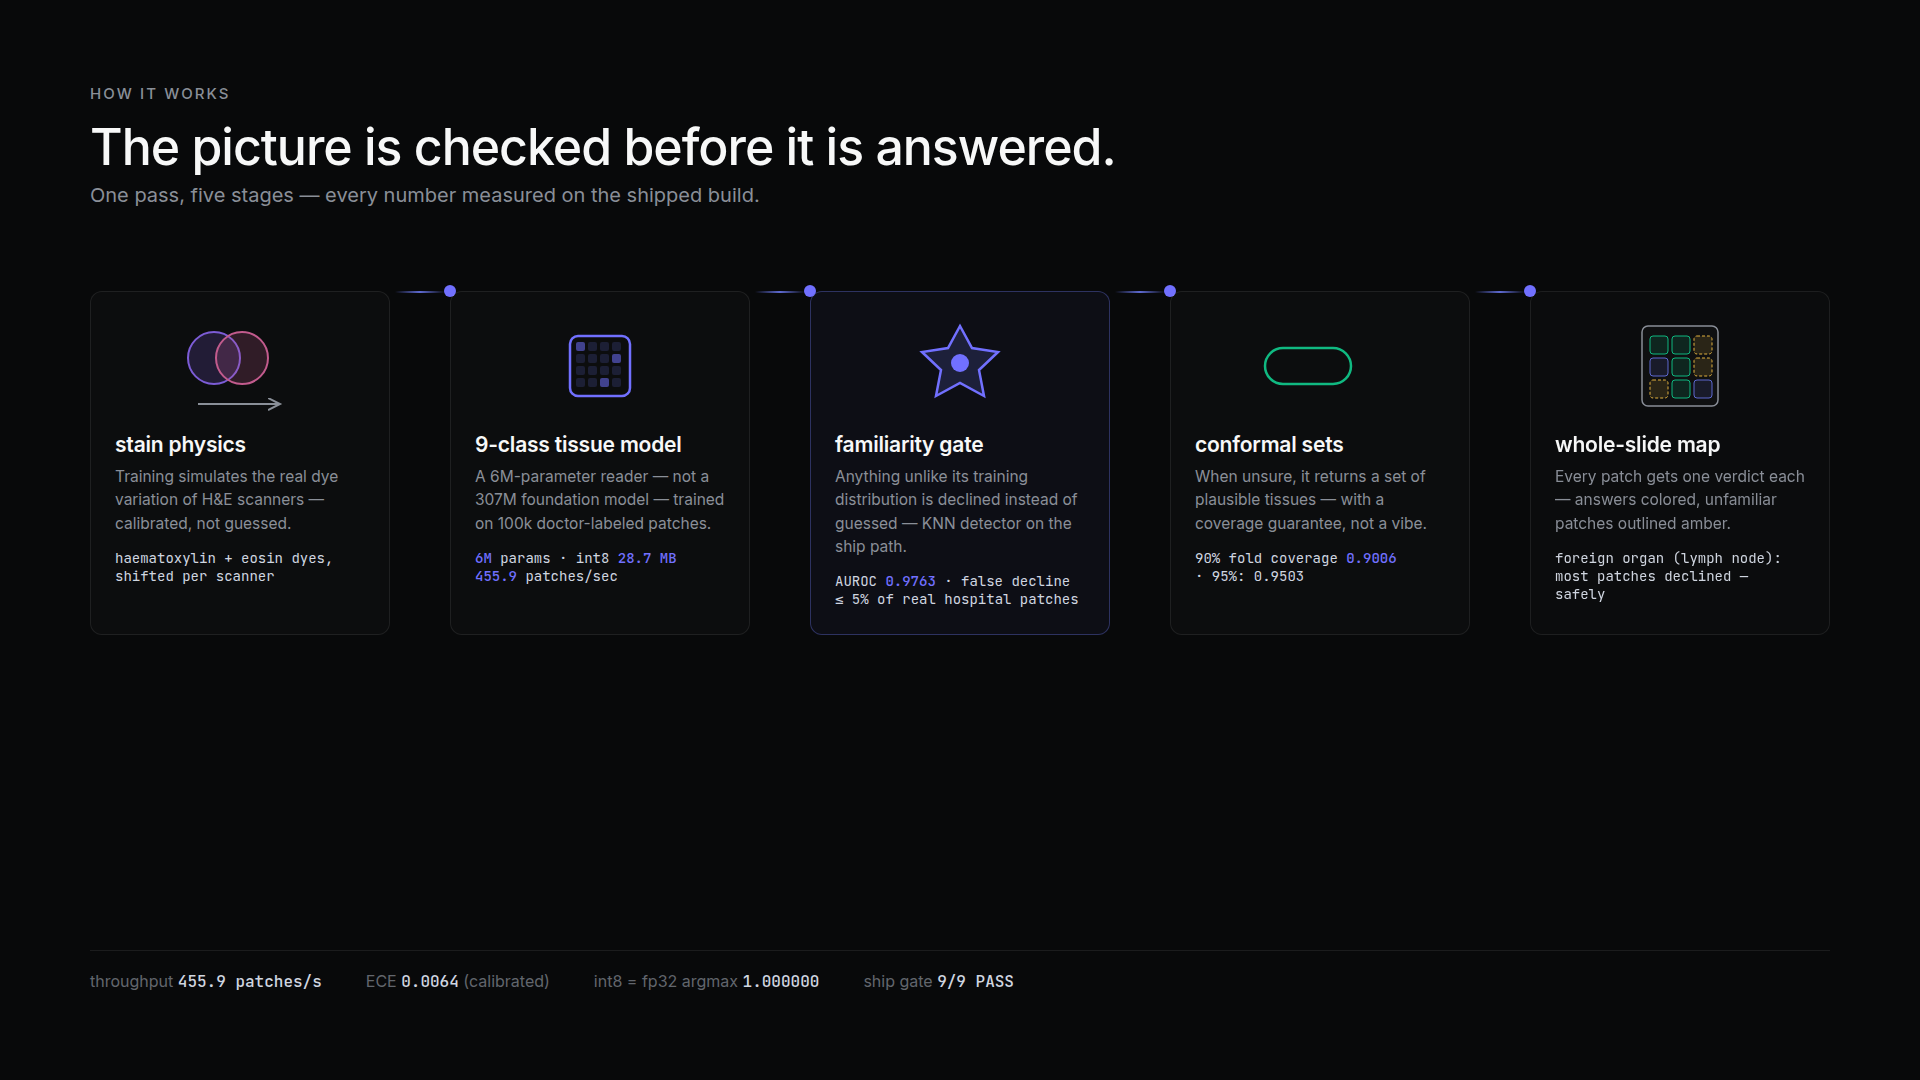 HOW IT WORKS
The picture is checked before it is answered.
One pass, five stages — every number measured on the shipped build.
stain physics
Training simulates the real dye
variation of H&E scanners —
calibrated, not guessed.
haematoxylin + eosin dyes,
shifted per scanner
9-class tissue model
A 6M-parameter reader — not a
307M foundation model — trained
on 100k doctor-labeled patches.
6M params · int8 28.7 MB
455.9 patches/sec
familiarity gate
Anything unlike its training
distribution is declined instead of
guessed — KNN detector on the
ship path.
AUROC 0.9763 · false decline
≤ 5% of real hospital patches
conformal sets
When unsure, it returns a set of
plausible tissues — with a
coverage guarantee, not a vibe.
90% fold coverage 0.9006
· 95%: 0.9503
whole-slide map
Every patch gets one verdict each
— answers colored, unfamiliar
patches outlined amber.
foreign organ (lymph node):
most patches declined —
safely
throughput 455.9 patches/s ECE 0.0064 (calibrated) int8 = fp32 argmax 1.000000 ship gate 9/9 PASS